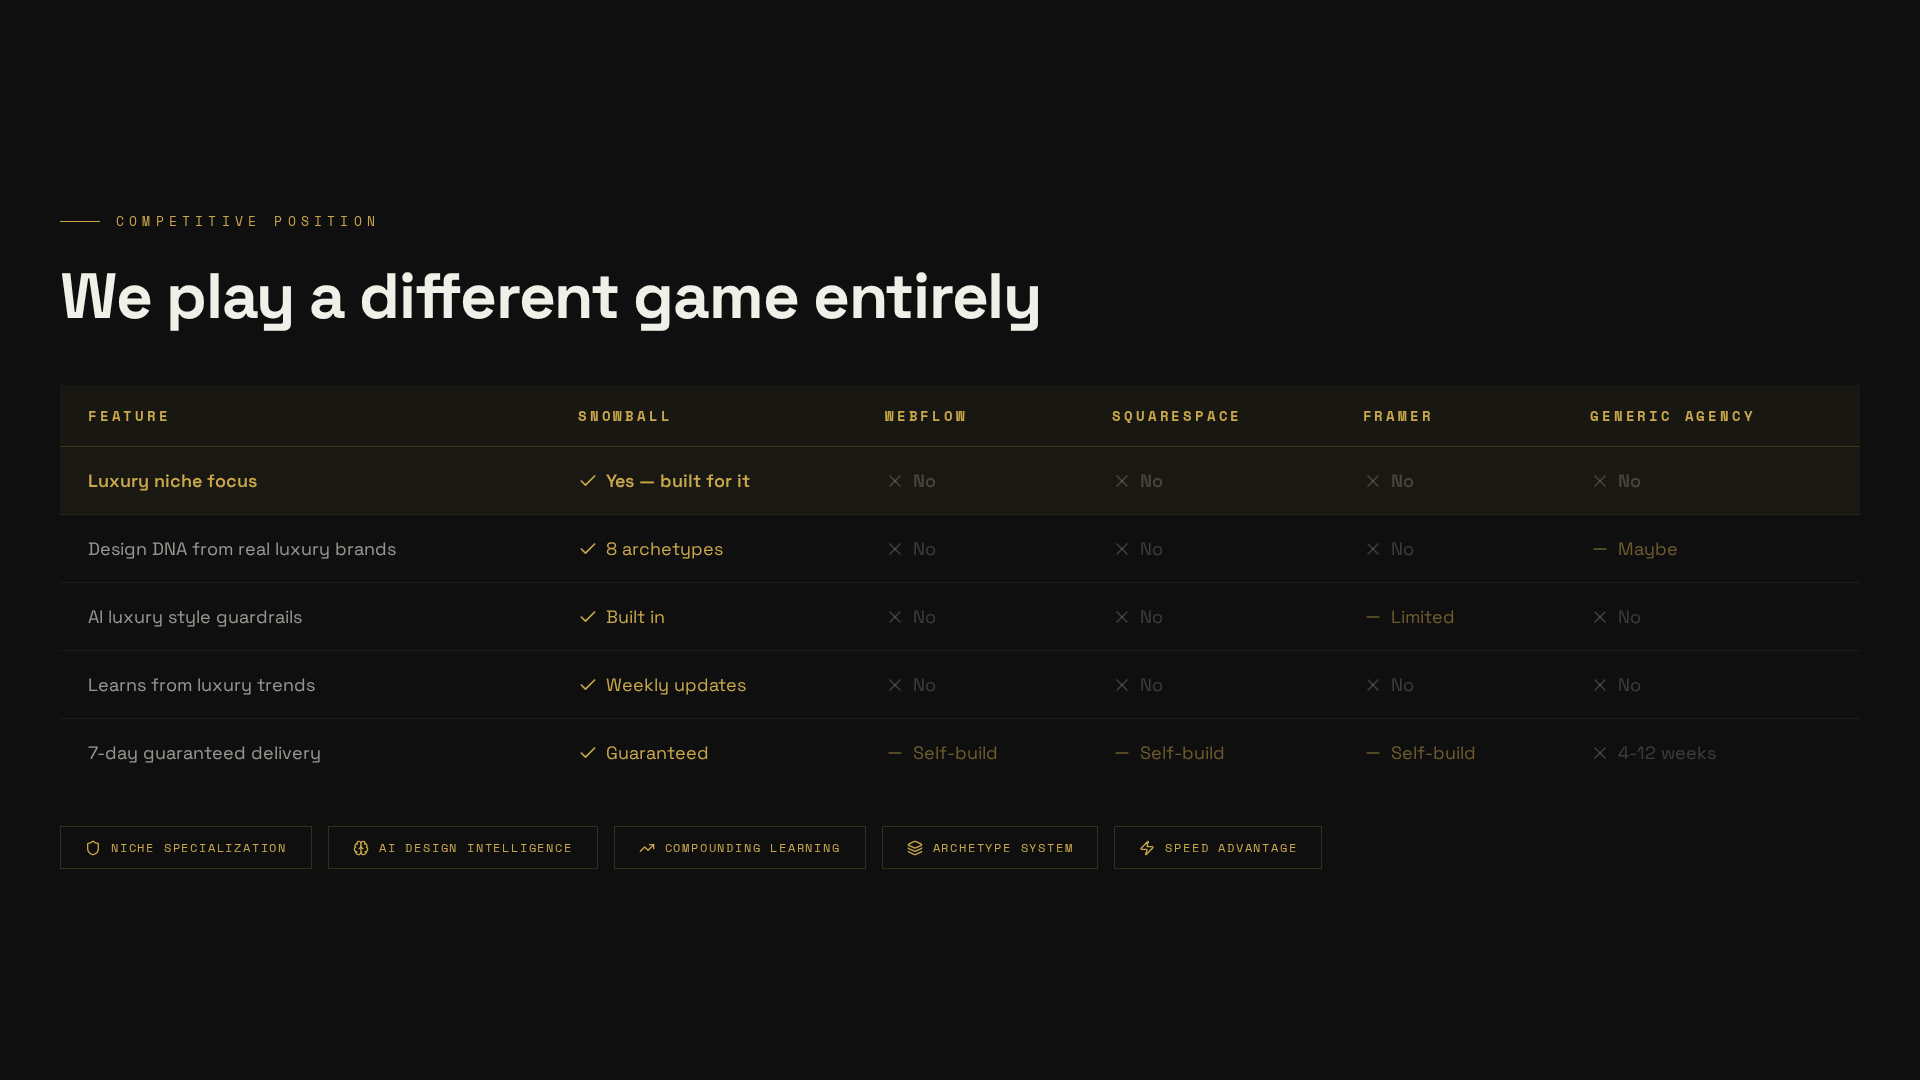 COMPETITIVE POSITION
We play a different game entirely
FEATURE SNOWBALL WEBFLOW SQUARESPACE FRAMER GENERIC AGENCY
Luxury niche focus Yes — built for it No No No No
Design DNA from real luxury brands 8 archetypes No No No Maybe
AI luxury style guardrails Built in No No Limited No
Learns from luxury trends Weekly updates No No No No
7-day guaranteed delivery Guaranteed Self-build Self-build Self-build 4-12 weeks
NICHE SPECIALIZATION AI DESIGN INTELLIGENCE COMPOUNDING LEARNING ARCHETYPE SYSTEM SPEED ADVANTAGE